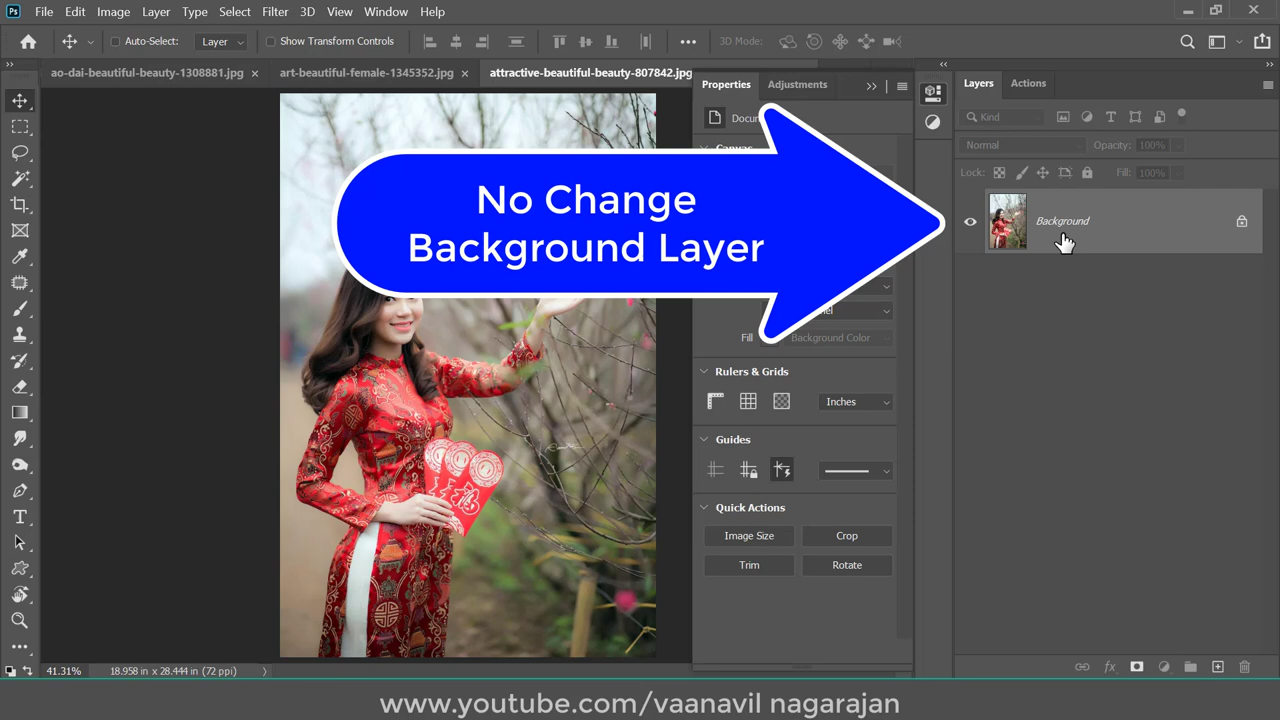 Ps File Edit Image Layer Type Select Filter 3D View Window Help
Auto-Select: Layer Show Transform Controls 3D Mode:
ao-dai-beautiful-beauty-1308881.jpg × art-beautiful-female-1345352.jpg × attractive-beautiful-beauty-807842.jpg
Properties Adjustments
Layers Actions
Kind
Normal Opacity: 100%
Lock: Fill: 100%
Background
No Change
Background Layer
Fill Background Color
Rulers & Grids
Inches
Guides
Quick Actions
Image Size Crop
Trim Rotate
福
41.31% 18.958 in x 28.444 in (72 ppi)
www.youtube.com/vaanavil nagarajan